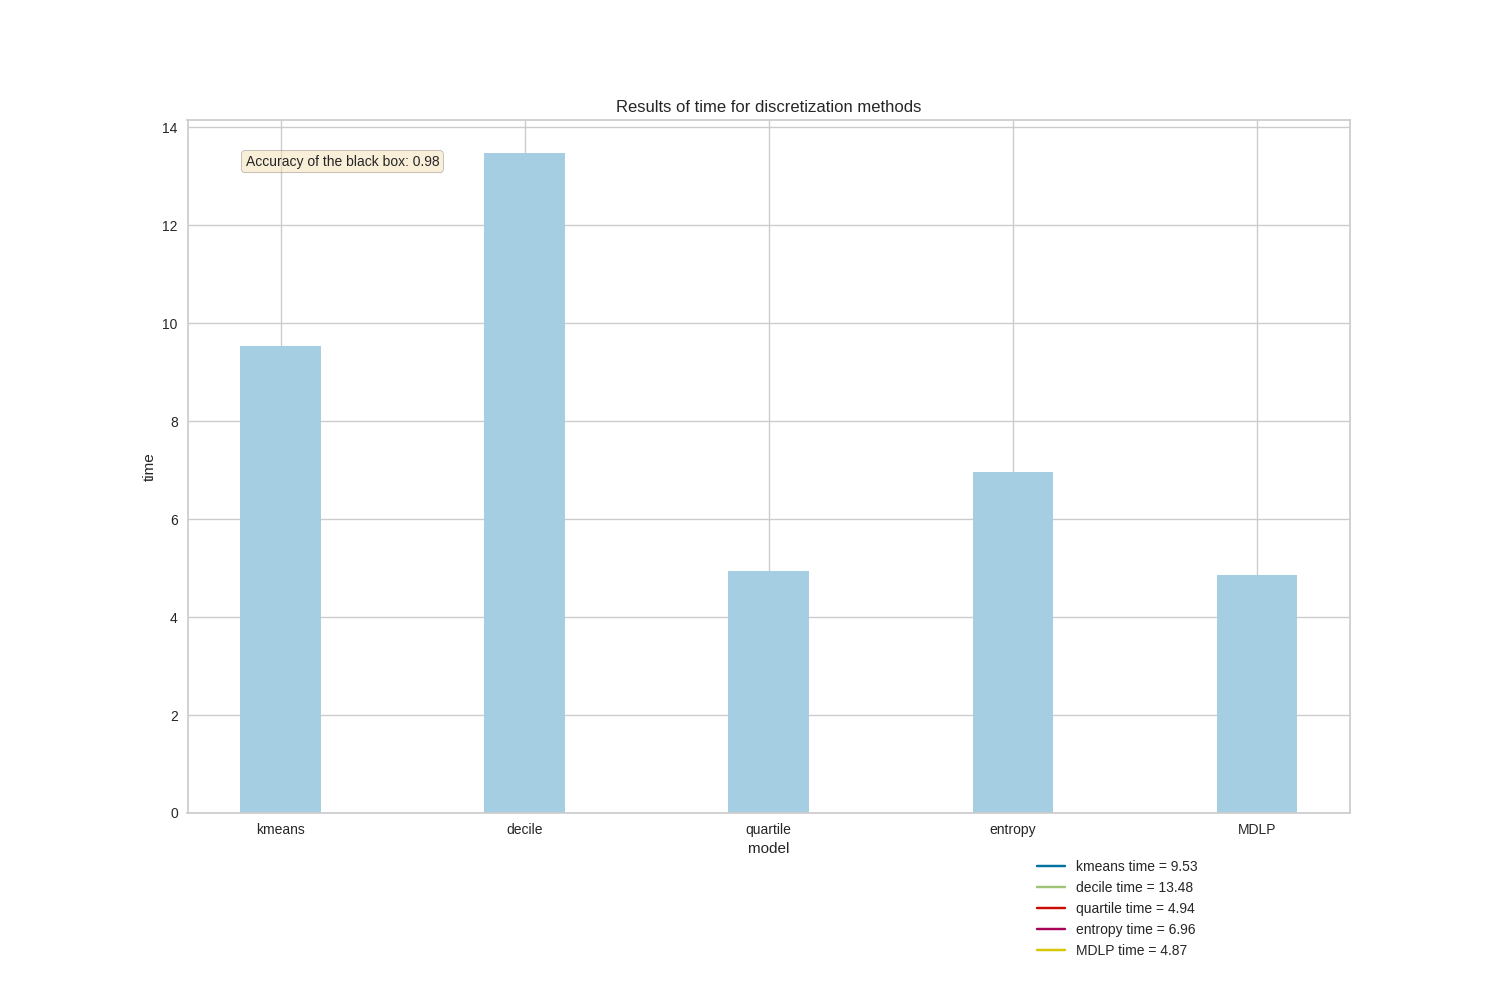 Results of time for discretization methods
14
Accuracy of the black box: 0.98
12
10
8
time
6
4
2
0
kmeans decile quartile entropy MDLP
model
kmeans time = 9.53
decile time = 13.48
quartile time = 4.94
entropy time = 6.96
MDLP time = 4.87